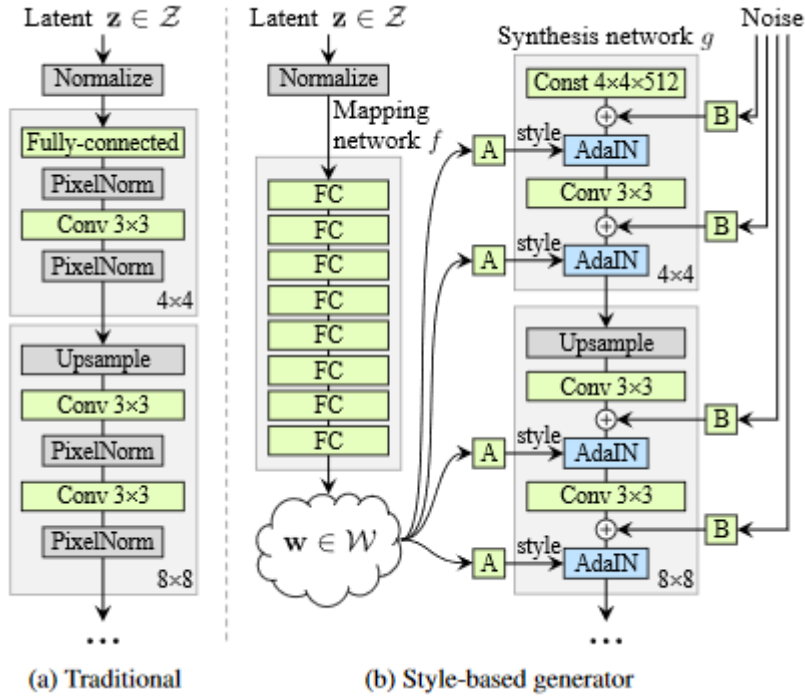 Latent z ∈ Z
Normalize
Fully-connected
PixelNorm
Conv 3×3
PixelNorm
4×4
Upsample
Conv 3×3
PixelNorm
Conv 3×3
PixelNorm
8×8
...
(a) Traditional
Latent z ∈ Z
Normalize
Mapping
network f
FC
FC
FC
FC
FC
FC
FC
FC
w ∈ W
A
style
A
style
A
style
A
style
Synthesis network g
Const 4×4×512
AdaIN
Conv 3×3
AdaIN
4×4
Upsample
Conv 3×3
AdaIN
Conv 3×3
AdaIN
8×8
...
Noise
B
B
B
B
(b) Style-based generator